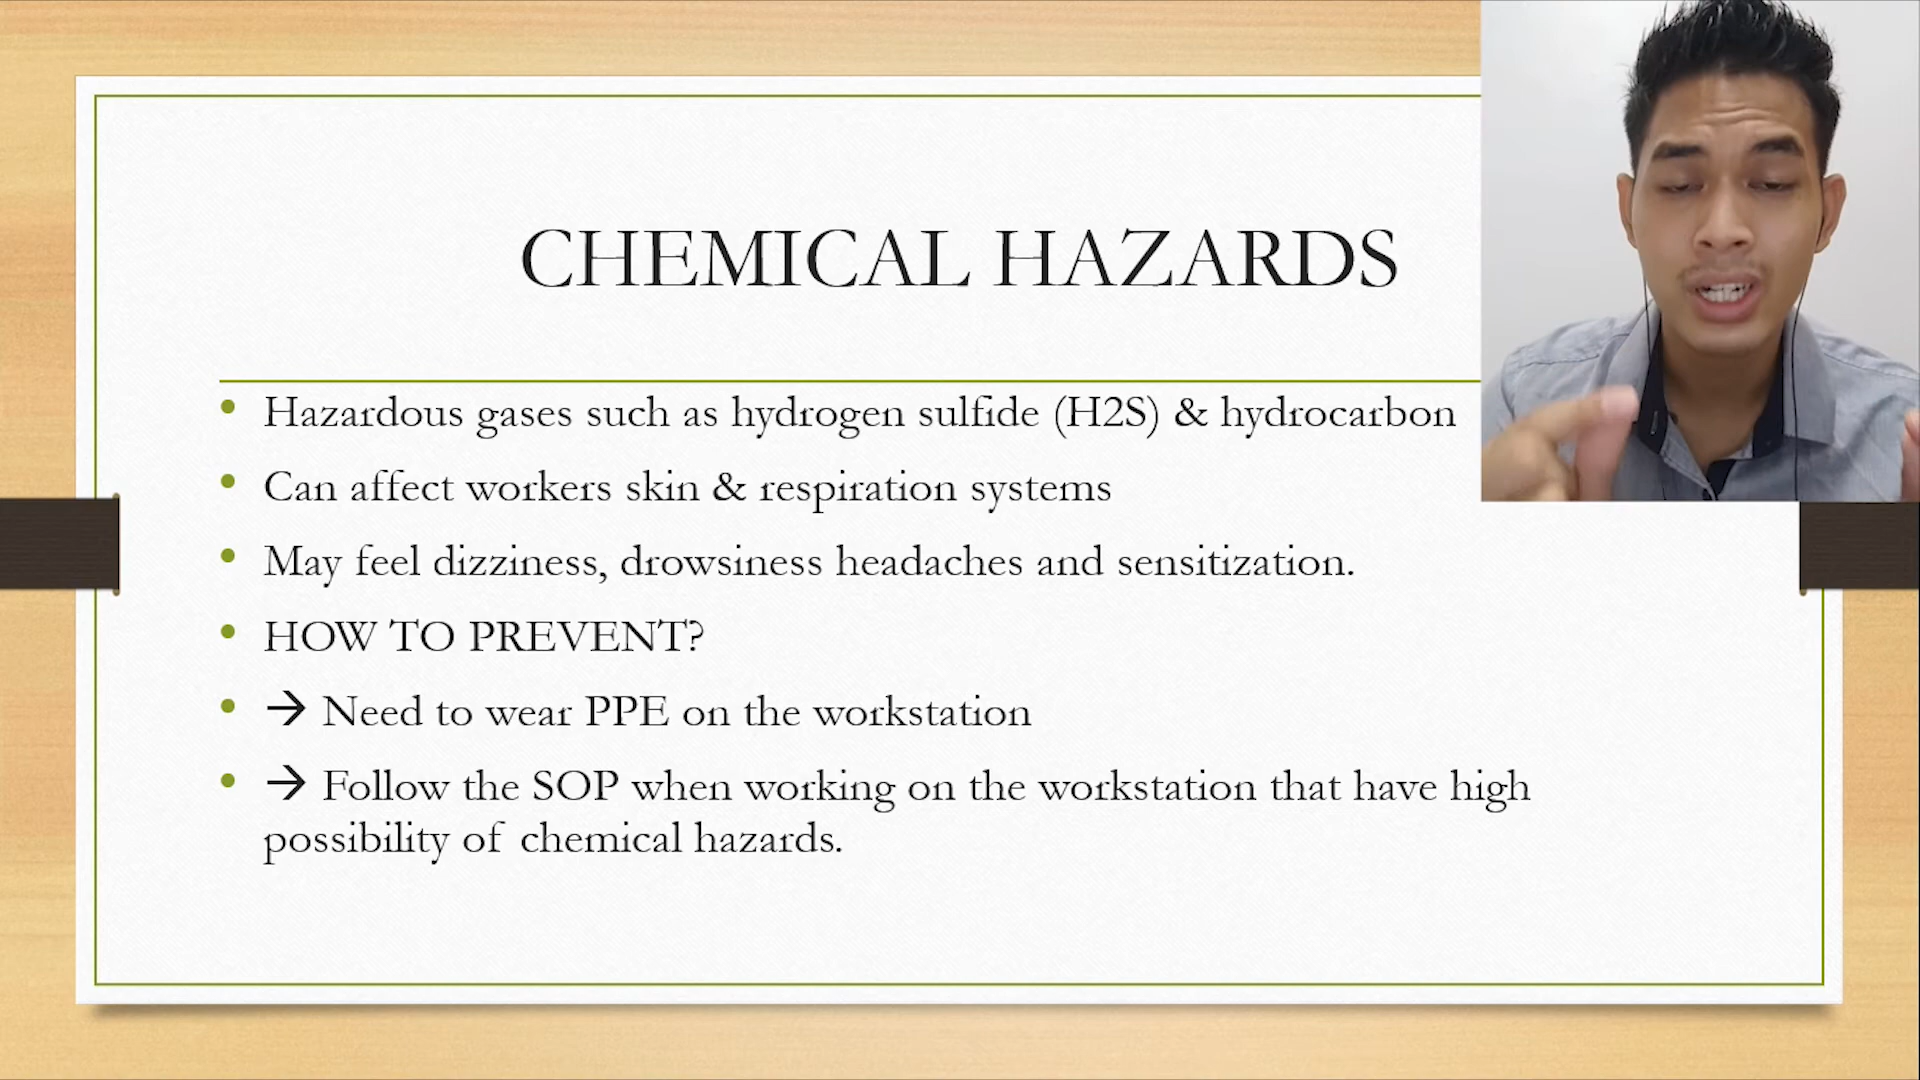 CHEMICAL HAZARDS
• Hazardous gases such as hydrogen sulfide (H2S) & hydrocarbon
• Can affect workers skin & respiration systems
• May feel dizziness, drowsiness headaches and sensitization.
• HOW TO PREVENT?
• → Need to wear PPE on the workstation
• → Follow the SOP when working on the workstation that have high
possibility of chemical hazards.